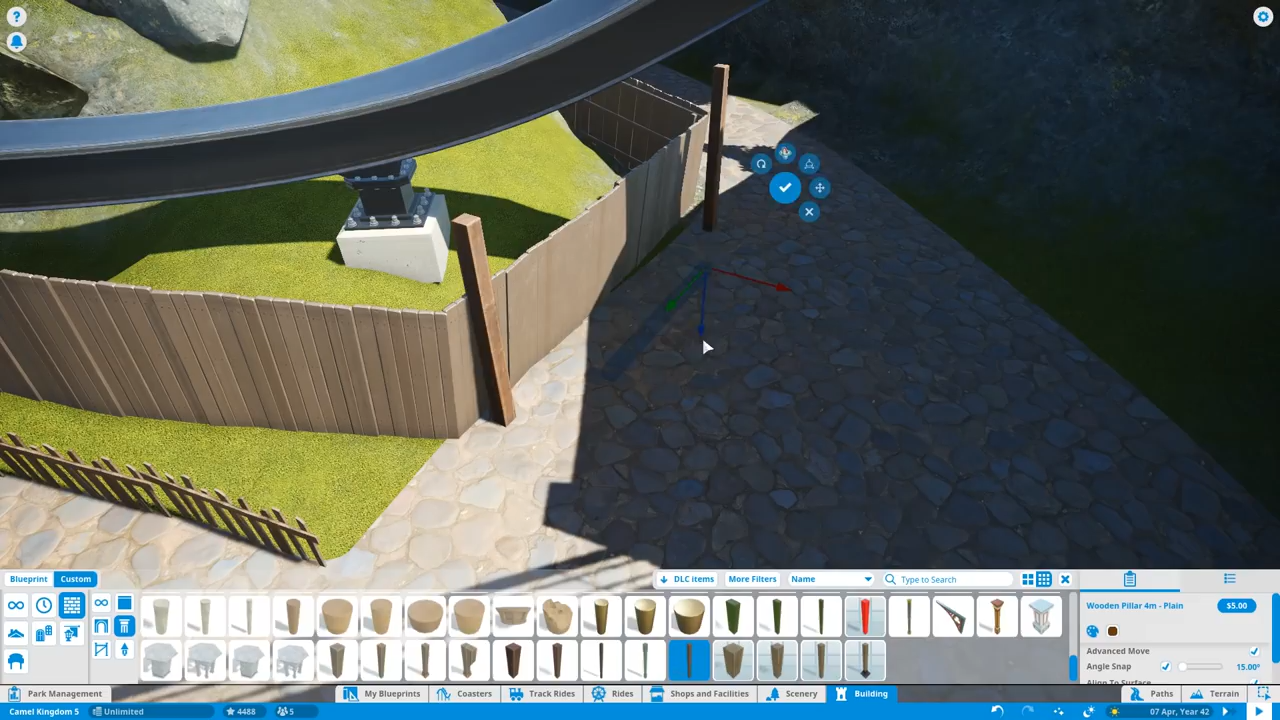 ?
Blueprint Custom DLC items More Filters Name Type to Search
Wooden Pillar 4m - Plain $5.00
Advanced Move
Angle Snap 15.00°
Park Management My Blueprints Coasters Track Rides Rides Shops and Facilities Scenery Building Paths Terrain
Camel Kingdom 5 Unlimited 4488 5 07 Apr, Year 42